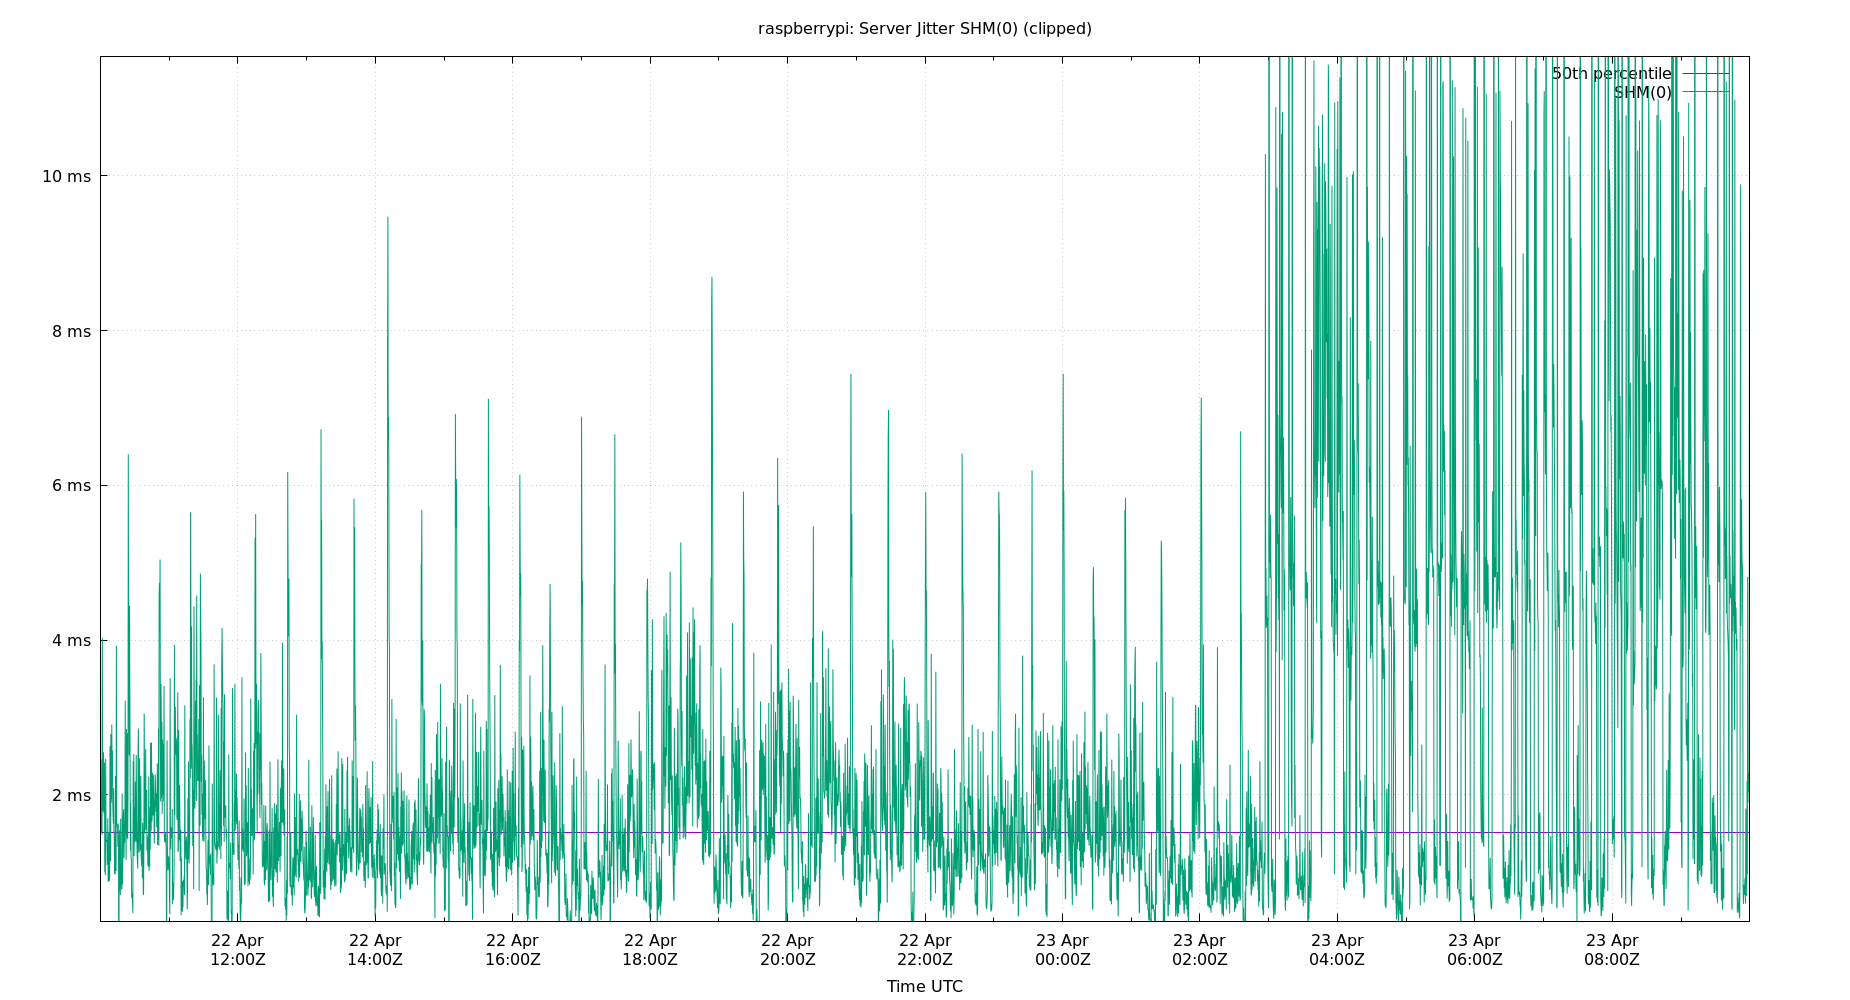 raspberrypi: Server Jitter SHM(0) (clipped)
50th percentile
SHM(0)
10 ms
8 ms
6 ms
4 ms
2 ms
22 Apr 22 Apr 22 Apr 22 Apr 22 Apr 22 Apr 23 Apr 23 Apr 23 Apr 23 Apr 23 Apr
12:00Z 14:00Z 16:00Z 18:00Z 20:00Z 22:00Z 00:00Z 02:00Z 04:00Z 06:00Z 08:00Z
Time UTC